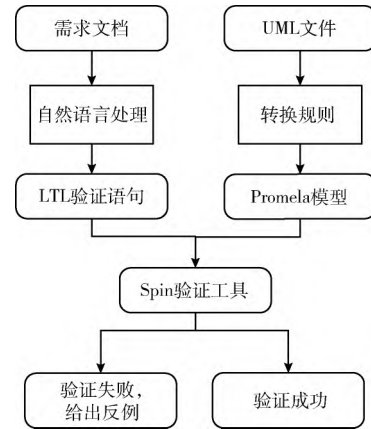 需求文档
UML文件
自然语言处理
转换规则
LTL验证语句
Promela模型
Spin验证工具
验证失败，
给出反例
验证成功